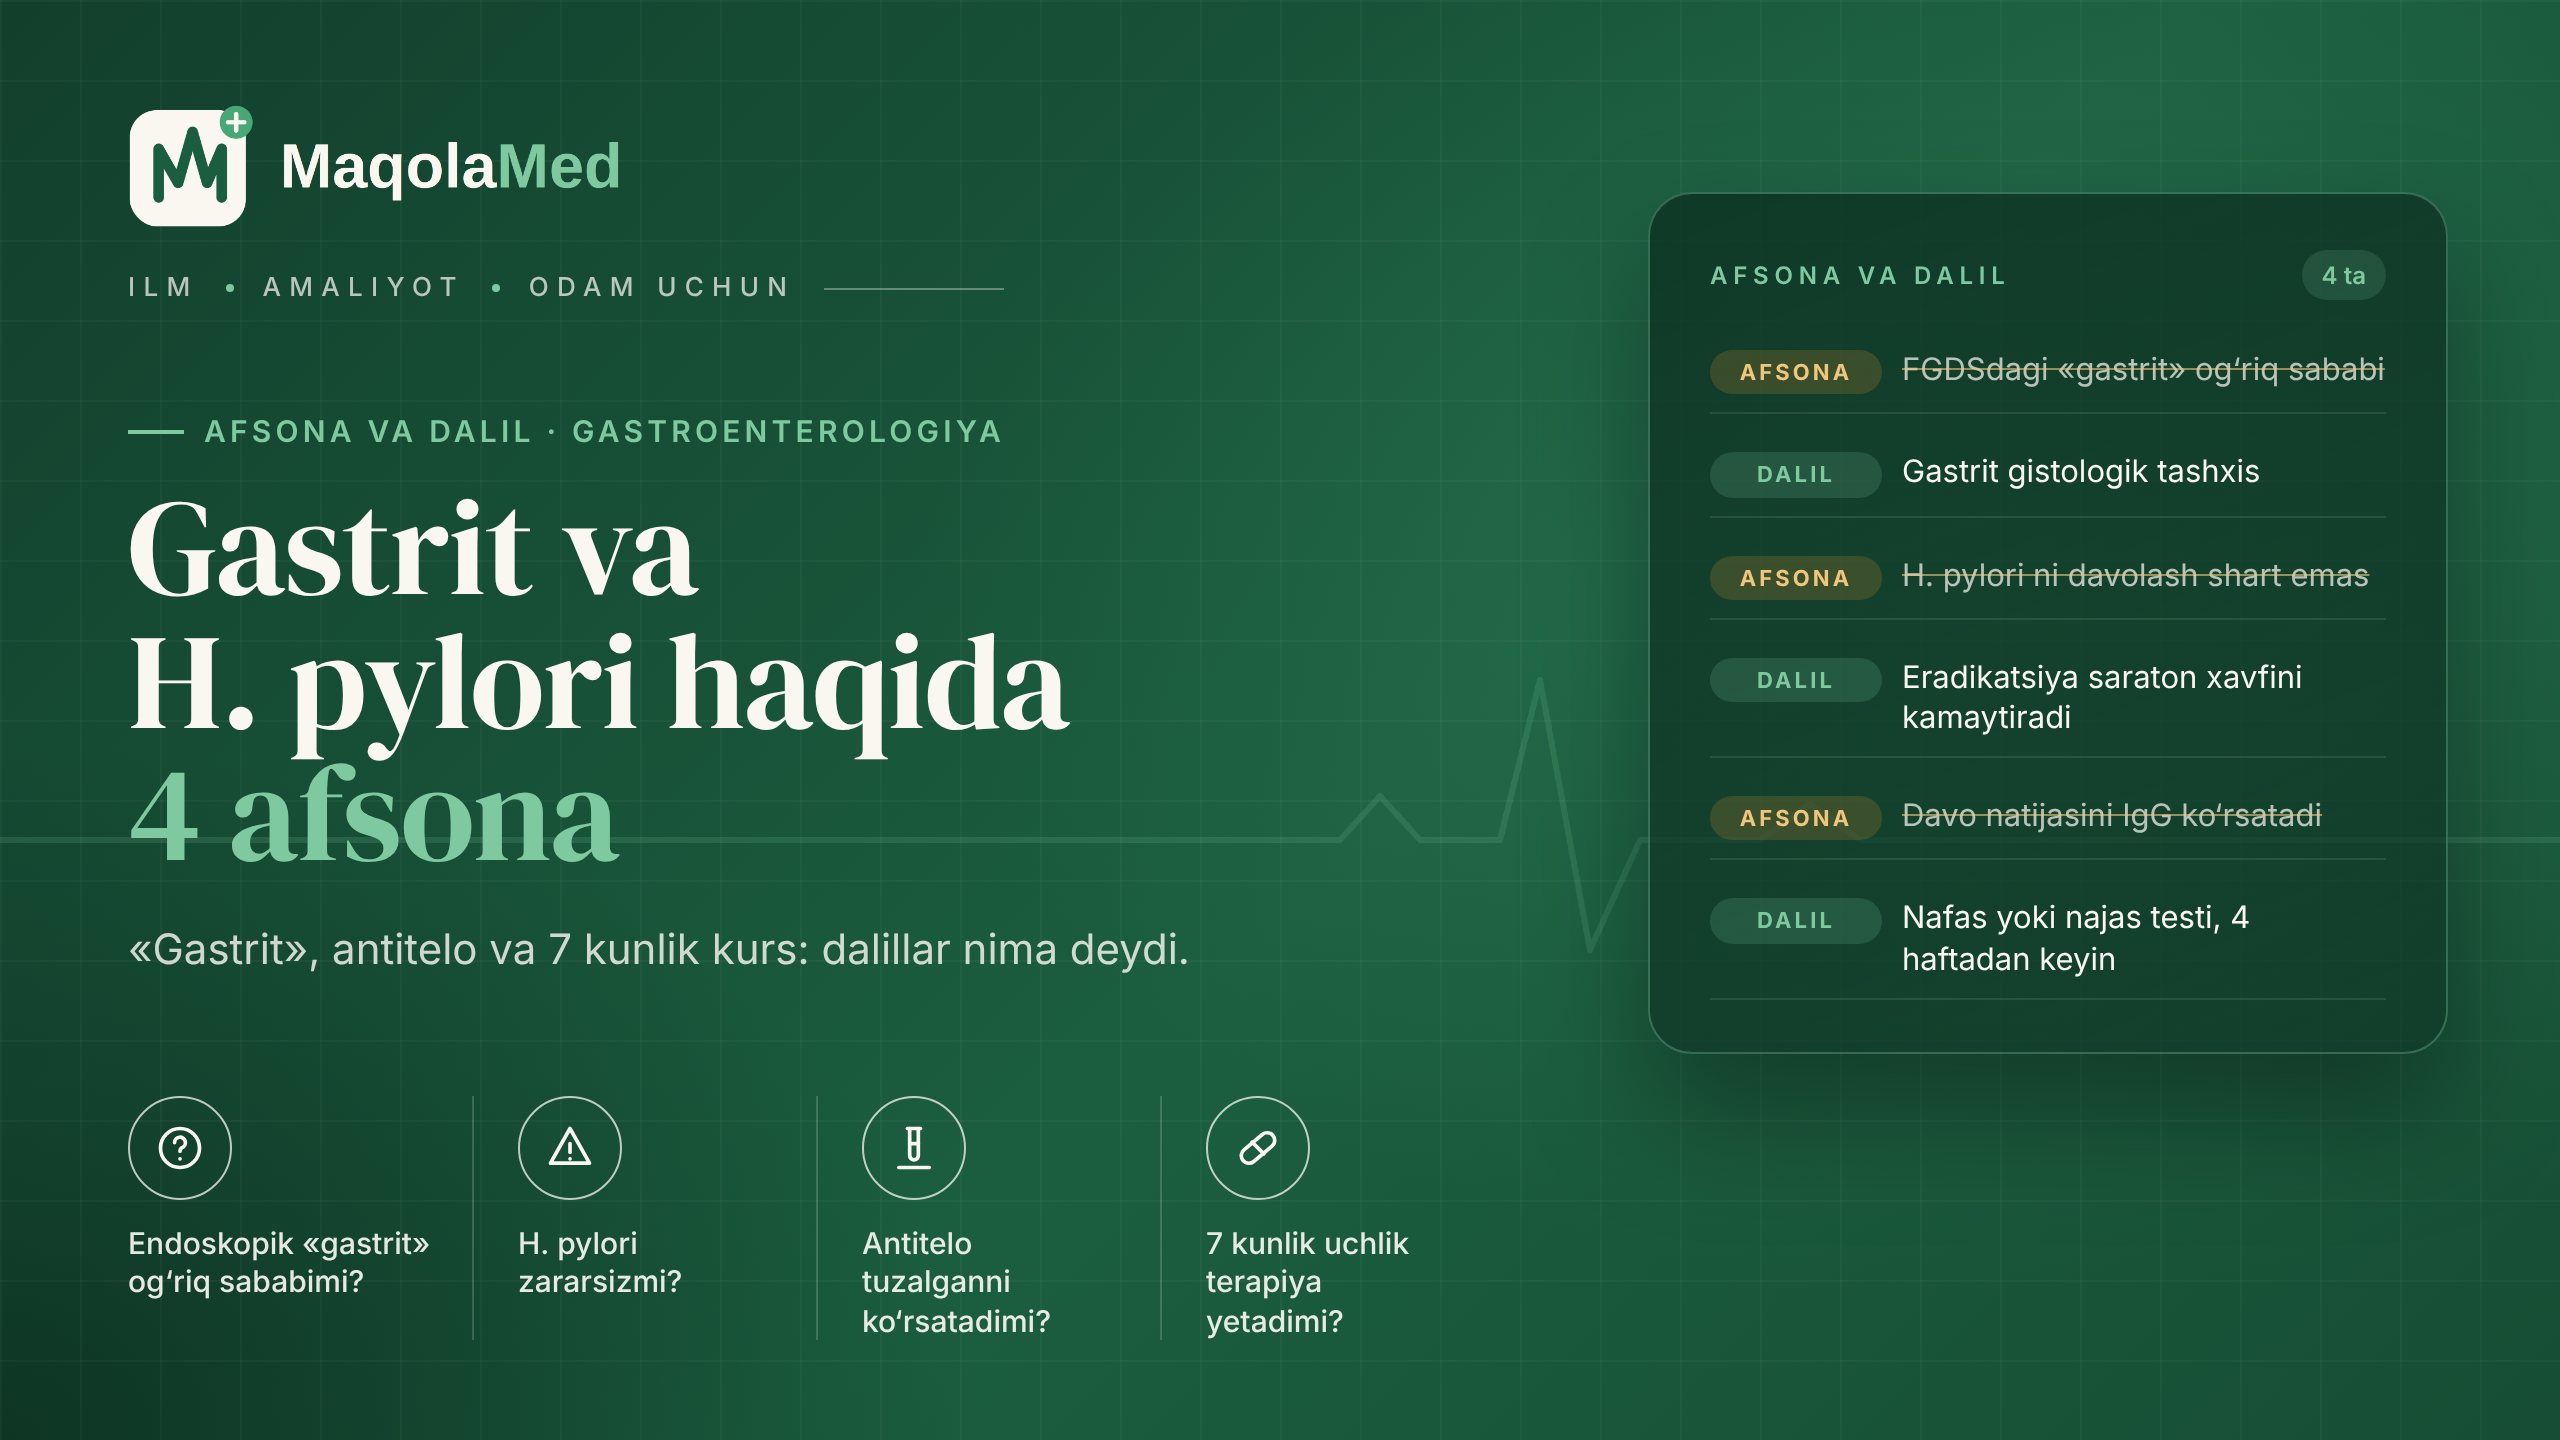 MaqolaMed
ILM • AMALIYOT • ODAM UCHUN
AFSONA VA DALIL · GASTROENTEROLOGIYA
Gastrit va
H. pylori haqida
4 afsona
«Gastrit», antitelo va 7 kunlik kurs: dalillar nima deydi.
Endoskopik «gastrit»
og‘riq sababimi?
H. pylori
zararsizmi?
Antitelo
tuzalganni
ko‘rsatadimi?
7 kunlik uchlik
terapiya
yetadimi?
AFSONA VA DALIL 4 ta
AFSONA FGDSdagi «gastrit» og‘riq sababi
DALIL Gastrit gistologik tashxis
AFSONA H. pylori ni davolash shart emas
DALIL Eradikatsiya saraton xavfini
kamaytiradi
AFSONA Davo natijasini IgG ko‘rsatadi
DALIL Nafas yoki najas testi, 4
haftadan keyin